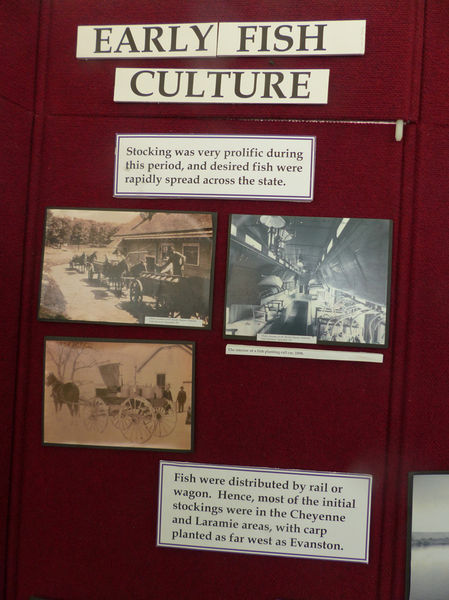 EARLY FISH
CULTURE
Stocking was very prolific during
this period, and desired fish were
rapidly spread across the state.
The interior of a fish planting rail car, 1898.
Fish were distributed by rail or
wagon. Hence, most of the initial
stockings were in the Cheyenne
and Laramie areas, with carp
planted as far west as Evanston.